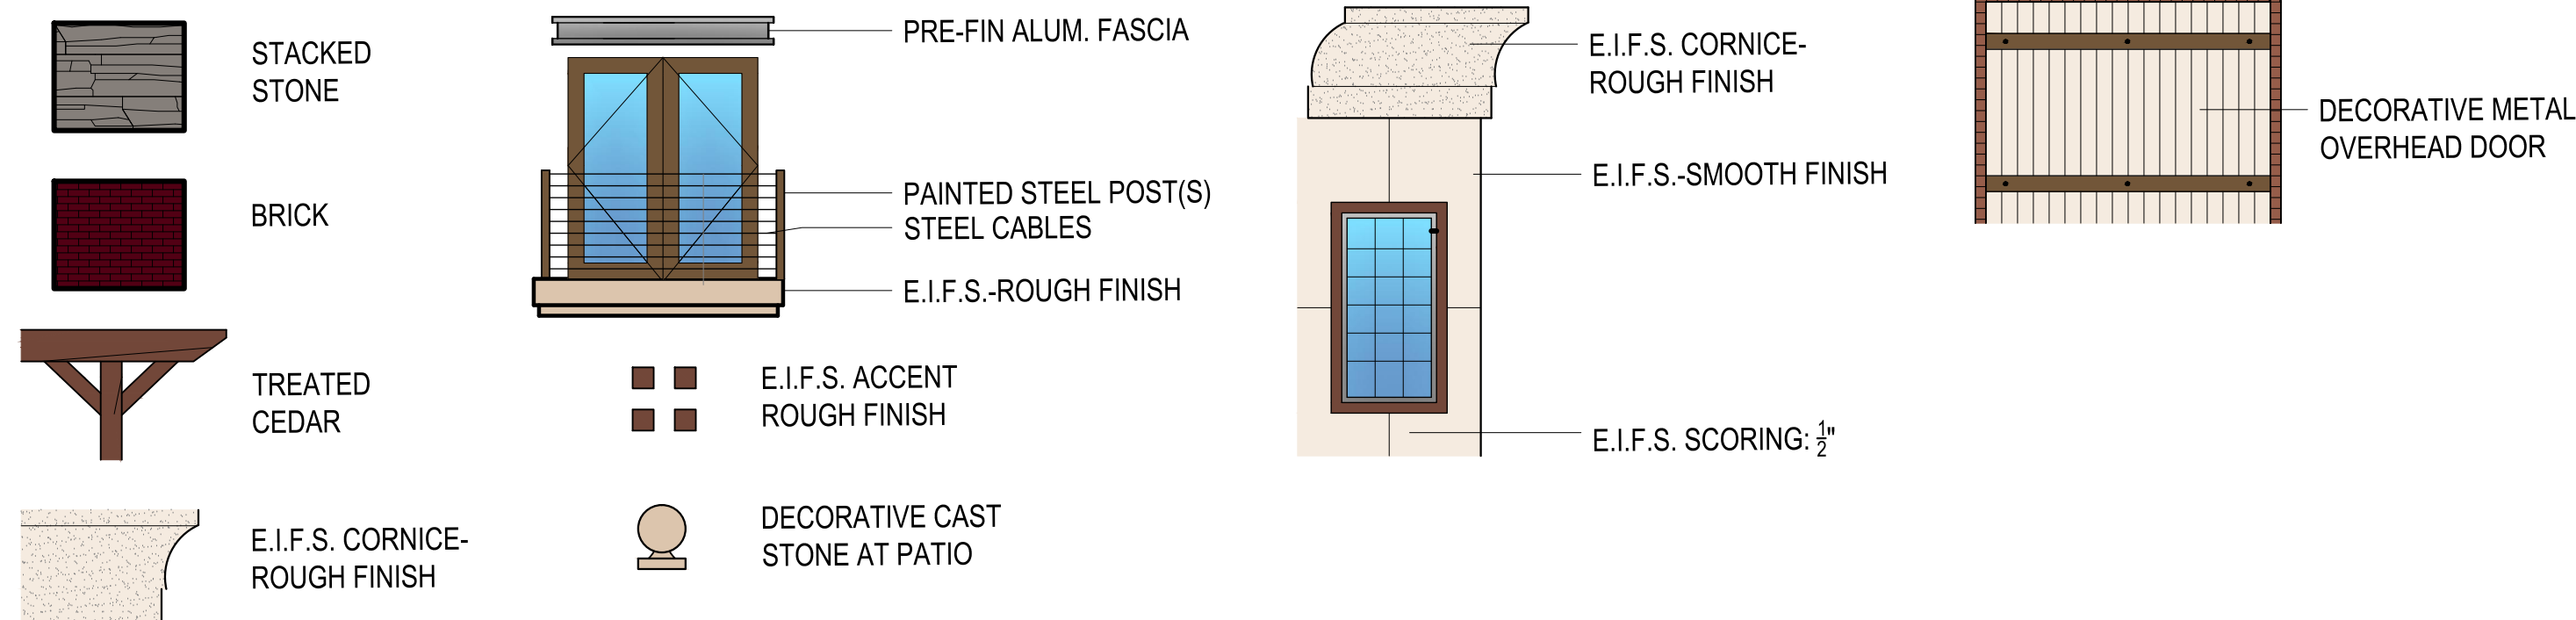 STACKED
STONE
BRICK
TREATED
CEDAR
E.I.F.S. CORNICE-
ROUGH FINISH
PRE-FIN ALUM. FASCIA
PAINTED STEEL POST(S)
STEEL CABLES
E.I.F.S.-ROUGH FINISH
E.I.F.S. ACCENT
ROUGH FINISH
DECORATIVE CAST
STONE AT PATIO
E.I.F.S. CORNICE-
ROUGH FINISH
E.I.F.S.-SMOOTH FINISH
E.I.F.S. SCORING: ½"
DECORATIVE METAL
OVERHEAD DOOR